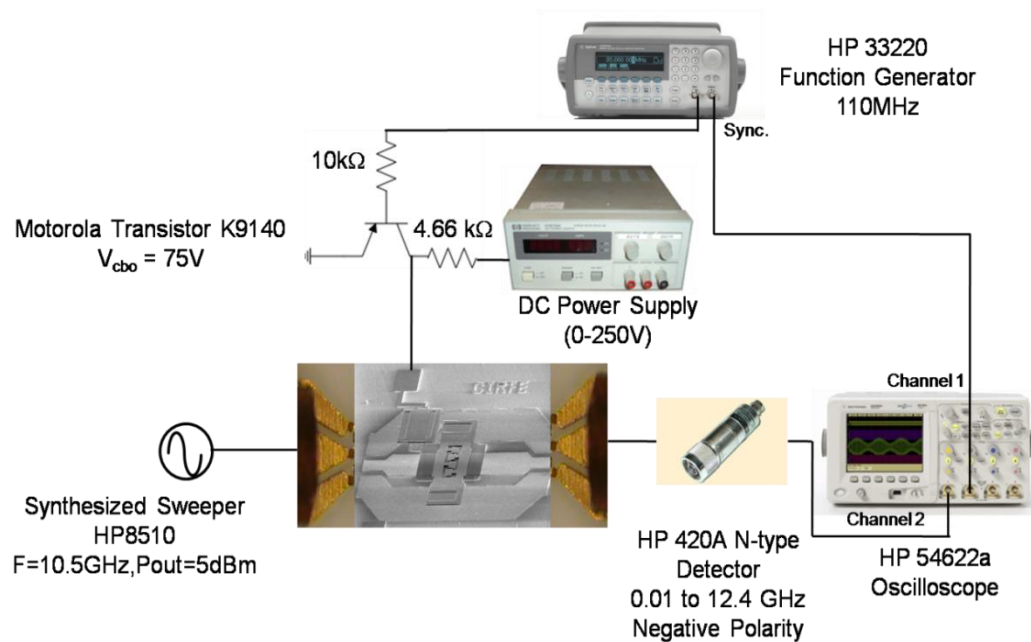 HP 33220
Function Generator
110MHz
Sync.
10kΩ
Motorola Transistor K9140
Vcbo = 75V
4.66 kΩ
DC Power Supply
(0-250V)
CIRFE
Channel 1
Synthesized Sweeper
HP8510
F=10.5GHz,Pout=5dBm
Channel 2
HP 420A N-type
Detector
0.01 to 12.4 GHz
Negative Polarity
HP 54622a
Oscilloscope